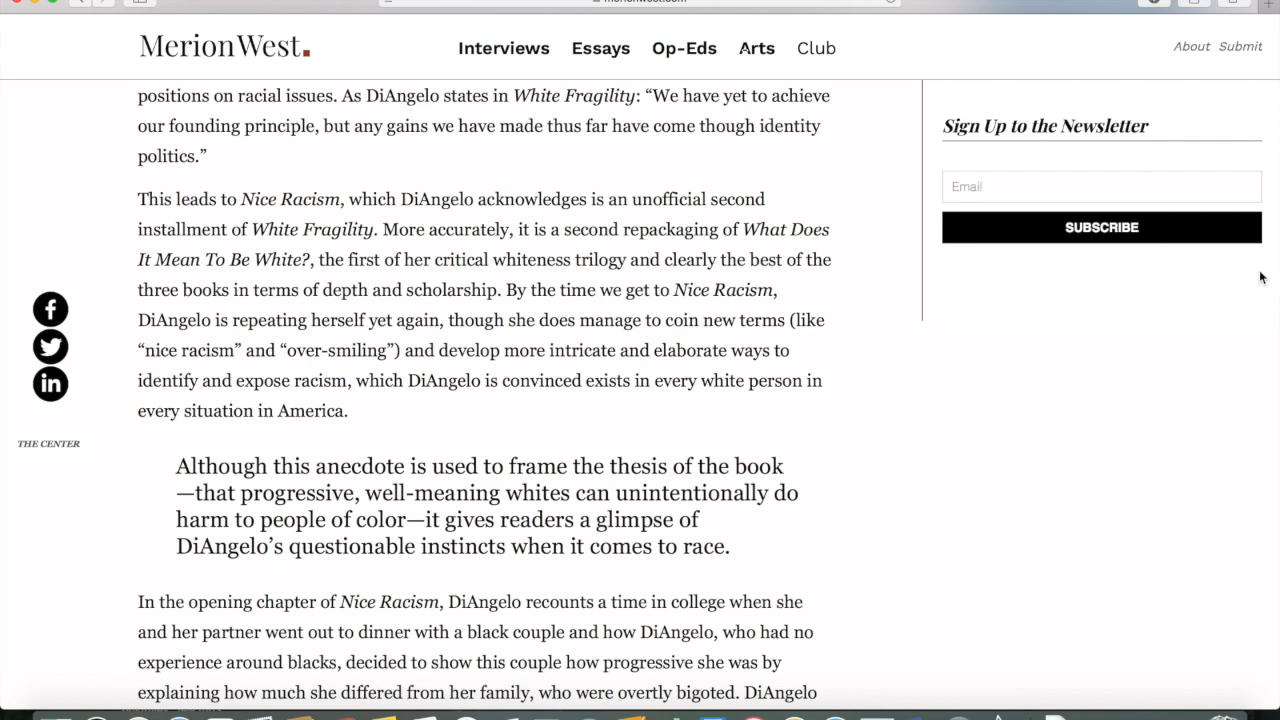 MerionWest.
Interviews Essays Op-Eds Arts Club
About Submit
positions on racial issues. As DiAngelo states in White Fragility: “We have yet to achieve
our founding principle, but any gains we have made thus far have come though identity
politics.”
This leads to Nice Racism, which DiAngelo acknowledges is an unofficial second
installment of White Fragility. More accurately, it is a second repackaging of What Does
It Mean To Be White?, the first of her critical whiteness trilogy and clearly the best of the
three books in terms of depth and scholarship. By the time we get to Nice Racism,
DiAngelo is repeating herself yet again, though she does manage to coin new terms (like
“nice racism” and “over-smiling”) and develop more intricate and elaborate ways to
identify and expose racism, which DiAngelo is convinced exists in every white person in
every situation in America.
Although this anecdote is used to frame the thesis of the book
—that progressive, well-meaning whites can unintentionally do
harm to people of color—it gives readers a glimpse of
DiAngelo’s questionable instincts when it comes to race.
In the opening chapter of Nice Racism, DiAngelo recounts a time in college when she
and her partner went out to dinner with a black couple and how DiAngelo, who had no
experience around blacks, decided to show this couple how progressive she was by
explaining how much she differed from her family, who were overtly bigoted. DiAngelo
THE CENTER
Sign Up to the Newsletter
Email
SUBSCRIBE